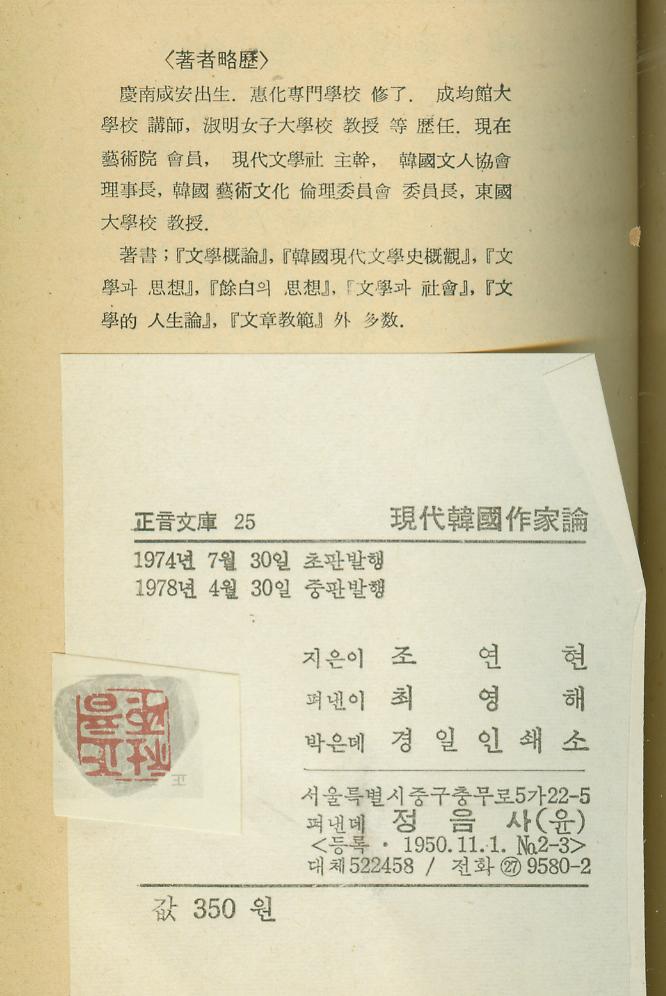 〈著者略歷〉
慶南咸安出生. 惠化專門學校 修了. 成均館大
學校 講師, 淑明女子大學校 敎授 等 歷任. 現在
藝術院 會員, 現代文學社 主幹, 韓國文人協會
理事長, 韓國 藝術文化 倫理委員會 委員長, 東國
大學校 敎授.
著書;『文學槪論』,『韓國現代文學史槪觀』,『文
學과 思想』,『餘白의 思想』,『文學과 社會』,『文
學的 人生論』,『文章敎範』外 多数.
正音文庫 25 現代韓國作家論
1974년 7월 30일 초판발행
1978년 4월 30일 중판발행
지은이 조 연 현
펴낸이 최 영 해
박은데 경일인쇄소
서울특별시중구충무로5가22-5
펴낸데 정음사(윤)
<등록 · 1950.11.1. №2-3>
대체522458 / 전화 ㉗ 9580-2
값 350 원
正